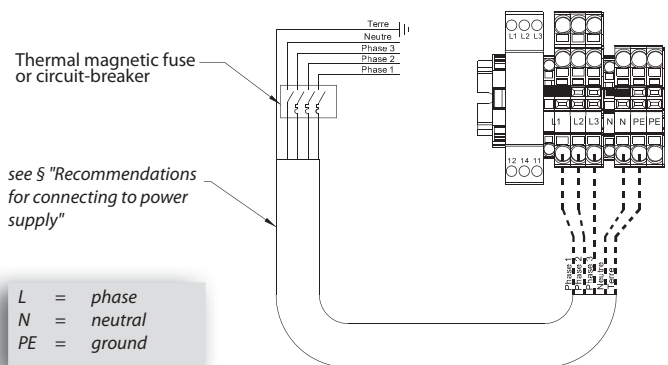 Terre
Neutre
Phase 3
Phase 2
Phase 1
Thermal magnetic fuse
or circuit-breaker
see § "Recommendations
for connecting to power
supply"
L = phase
N = neutral
PE = ground
L1 L2 L3
L1 L2 L3 N N PE PE
12 14 11
Phase 1
Phase 2
Phase 3
Neutre
Terre